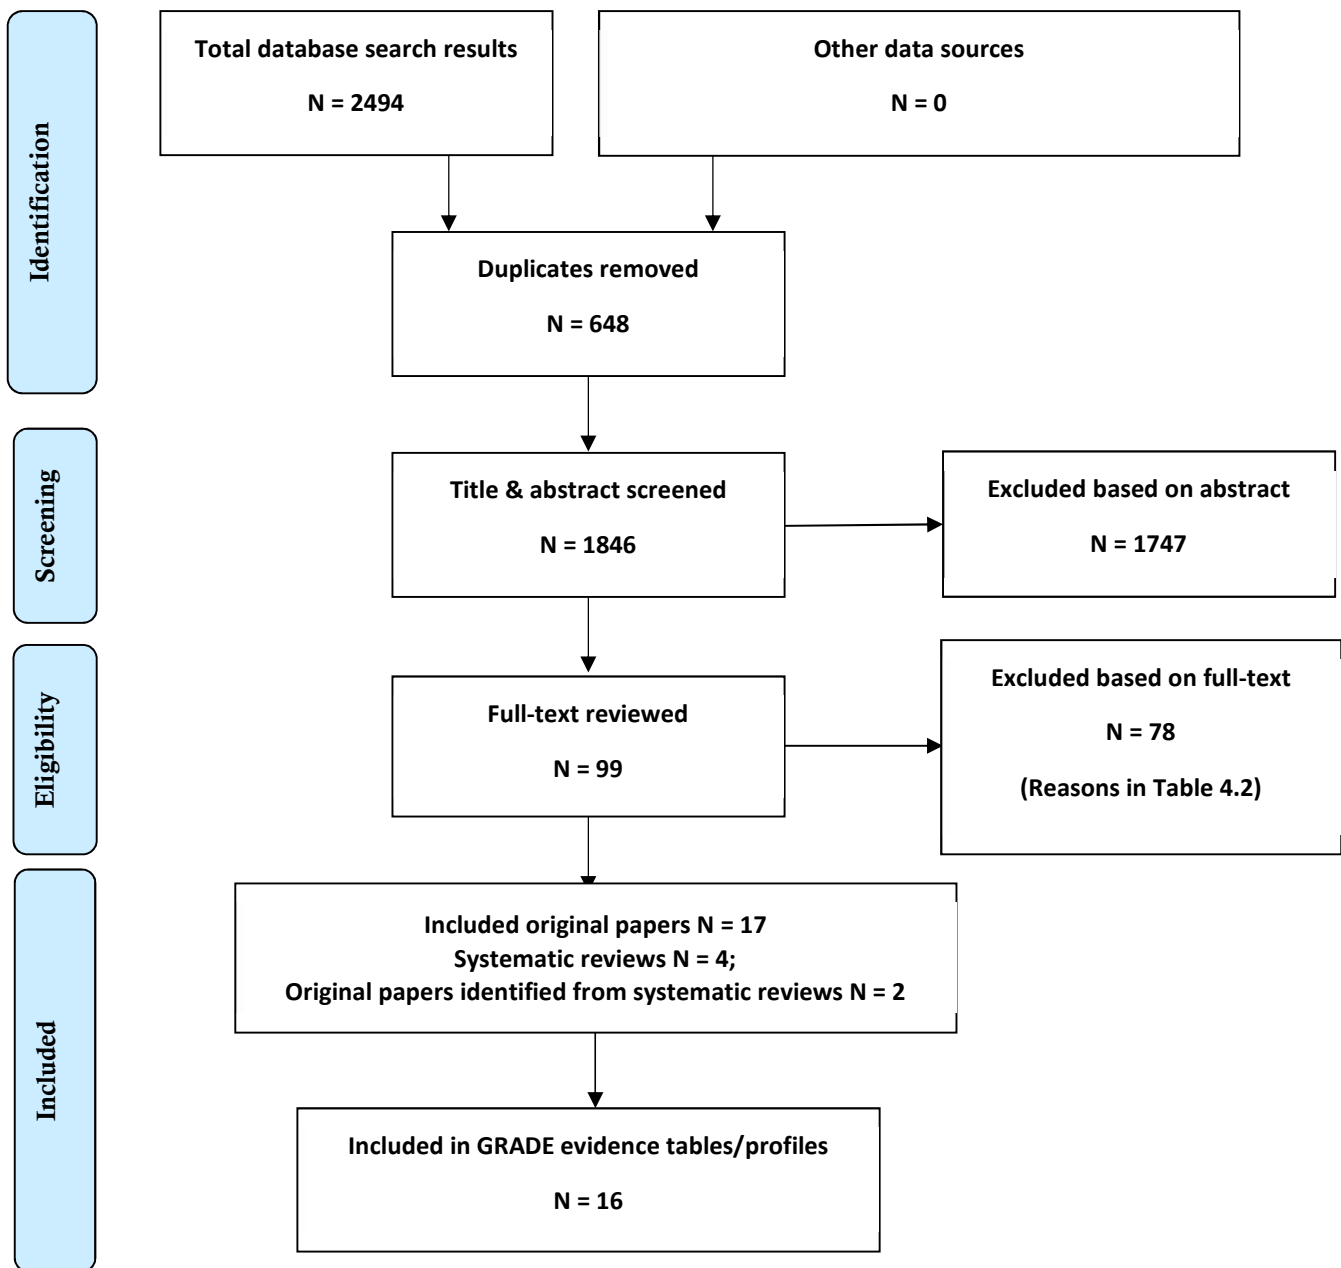 Identification
Total database search results
N = 2494
Other data sources
N = 0
Duplicates removed
N = 648
Screening
Title & abstract screened
N = 1846
Excluded based on abstract
N = 1747
Eligibility
Full-text reviewed
N = 99
Excluded based on full-text
N = 78
(Reasons in Table 4.2)
Included
Included original papers N = 17
Systematic reviews N = 4;
Original papers identified from systematic reviews N = 2
Included in GRADE evidence tables/profiles
N = 16